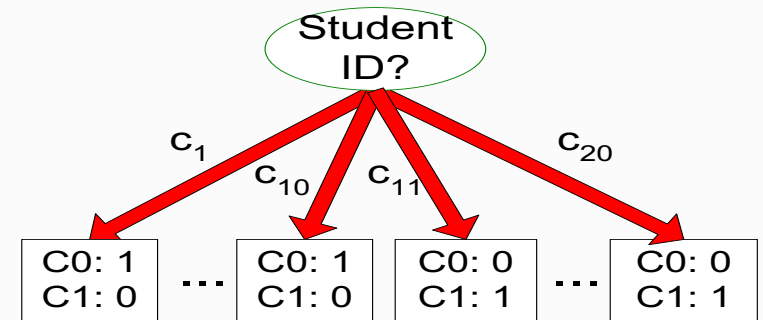 Student
ID?
c1
c10
c11
c20
C0: 1
C1: 0
...
C0: 1
C1: 0
C0: 0
C1: 1
...
C0: 0
C1: 1